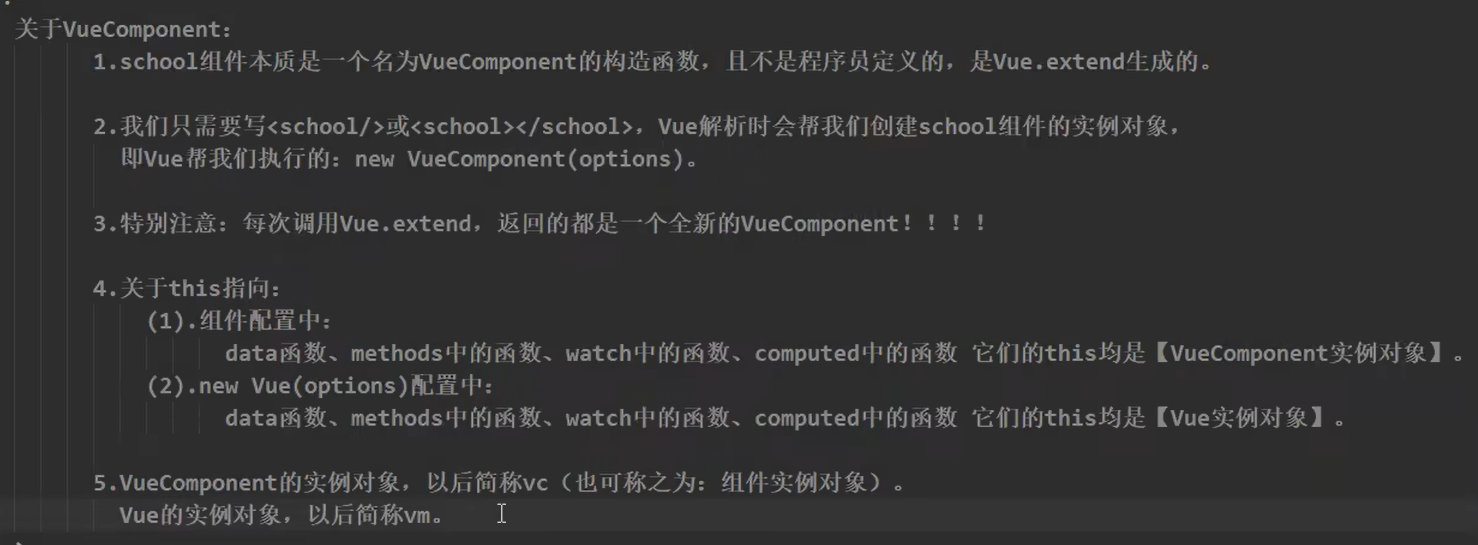 关于VueComponent:
1.school组件本质是一个名为VueComponent的构造函数，且不是程序员定义的，是Vue.extend生成的。
2.我们只需要写<school/>或<school></school>，Vue解析时会帮我们创建school组件的实例对象，
即Vue帮我们执行的：new VueComponent(options)。
3.特别注意：每次调用Vue.extend，返回的都是一个全新的VueComponent！！！！
4.关于this指向：
(1).组件配置中：
data函数、methods中的函数、watch中的函数、computed中的函数 它们的this均是【VueComponent实例对象】。
(2).new Vue(options)配置中：
data函数、methods中的函数、watch中的函数、computed中的函数 它们的this均是【Vue实例对象】。
5.VueComponent的实例对象，以后简称vc（也可称之为：组件实例对象）。
Vue的实例对象，以后简称vm。